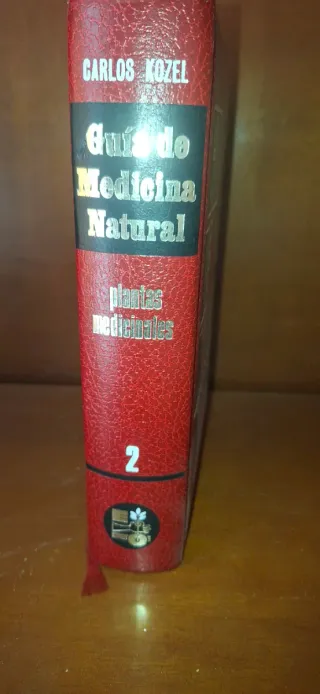 CARLOS KOZEL
Guía de
Medicina
Natural
plantas
medicinales
2